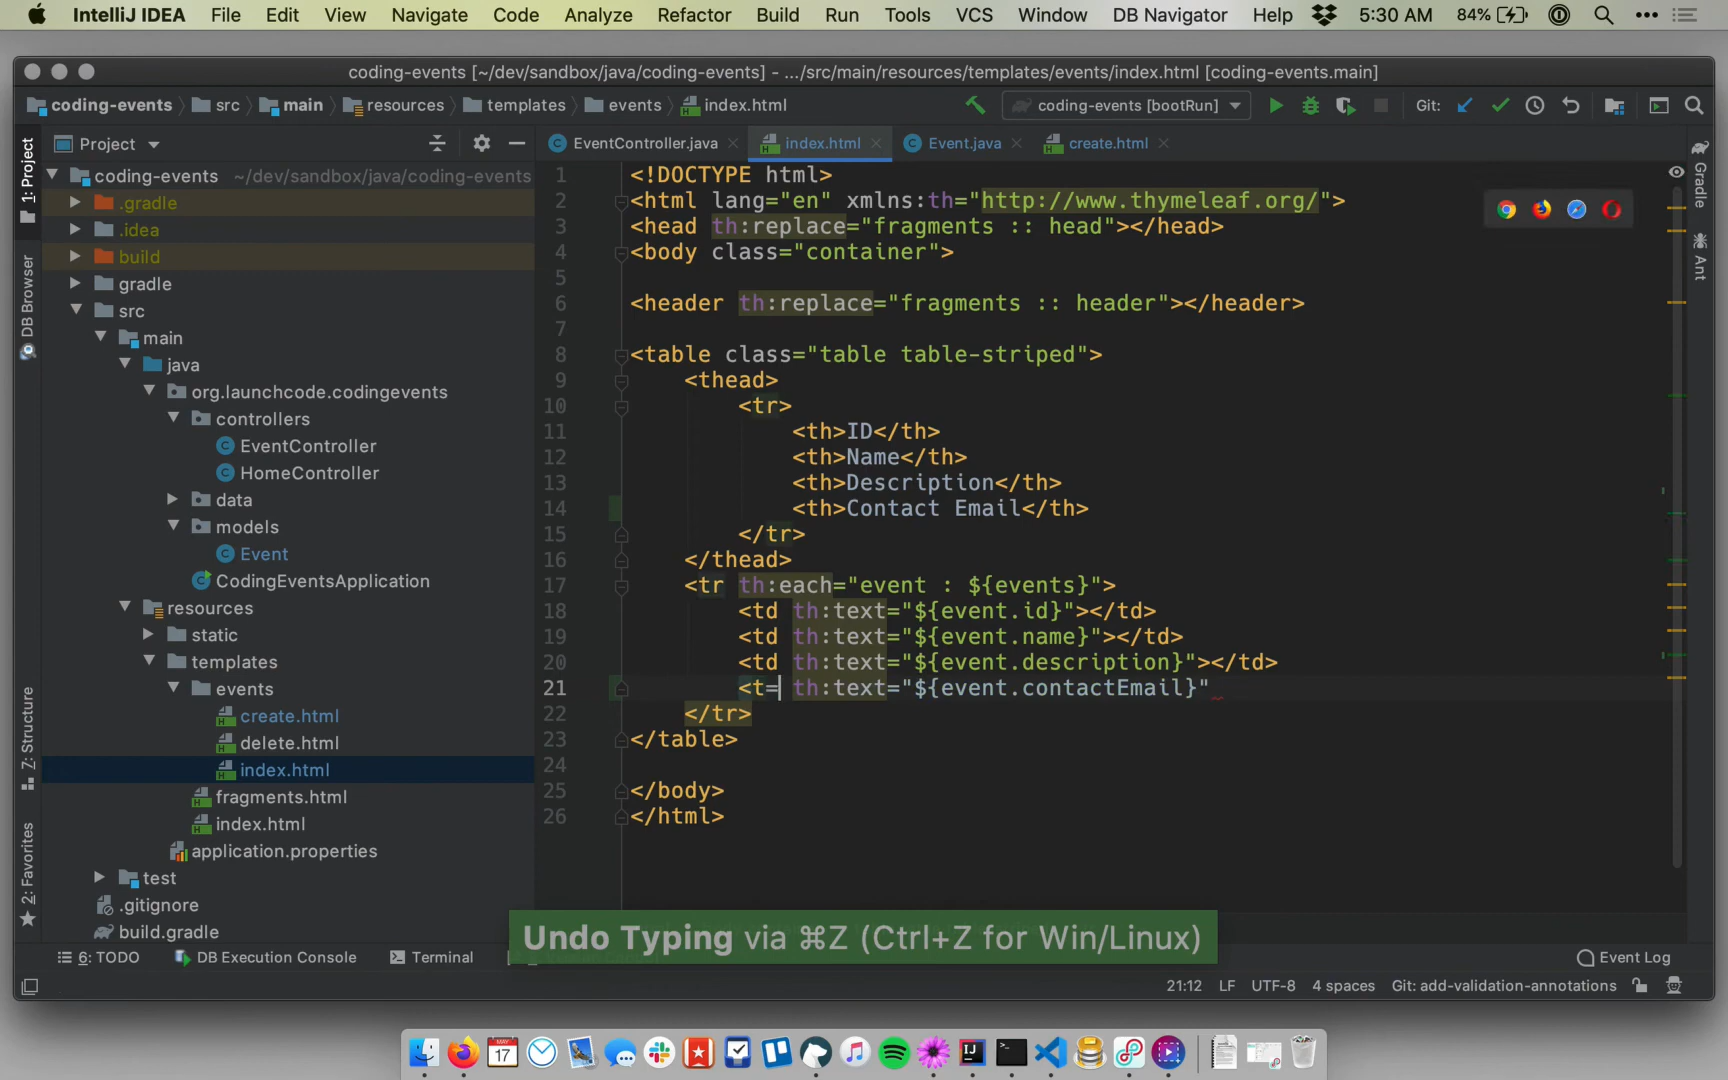 IntelliJ IDEA File Edit View Navigate Code Analyze Refactor Build Run Tools VCS Window DB Navigator Help 5:30 AM 84%
coding-events [~/dev/sandbox/java/coding-events] - .../src/main/resources/templates/events/index.html [coding-events.main]
coding-events src main resources templates events index.html coding-events [bootRun] Git:
Project EventController.java index.html Event.java create.html
1: Project
DB Browser
Z: Structure
2: Favorites
Gradle
Ant
coding-events ~/dev/sandbox/java/coding-events
.gradle
.idea
build
gradle
src
main
java
org.launchcode.codingevents
controllers
EventController
HomeController
data
models
Event
CodingEventsApplication
resources
static
templates
events
create.html
delete.html
index.html
fragments.html
index.html
application.properties
test
.gitignore
build.gradle
1 <!DOCTYPE html>
2 <html lang="en" xmlns:th="http://www.thymeleaf.org/">
3 <head th:replace="fragments :: head"></head>
4 <body class="container">
5
6 <header th:replace="fragments :: header"></header>
7
8 <table class="table table-striped">
9 <thead>
10 <tr>
11 <th>ID</th>
12 <th>Name</th>
13 <th>Description</th>
14 <th>Contact Email</th>
15 </tr>
16 </thead>
17 <tr th:each="event : ${events}">
18 <td th:text="${event.id}"></td>
19 <td th:text="${event.name}"></td>
20 <td th:text="${event.description}"></td>
21 <t= th:text="${event.contactEmail}"
22 </tr>
23 </table>
24
25 </body>
26 </html>
Undo Typing via ⌘Z (Ctrl+Z for Win/Linux)
6: TODO DB Execution Console Terminal Event Log
21:12 LF UTF-8 4 spaces Git: add-validation-annotations
MAY
17
IJ